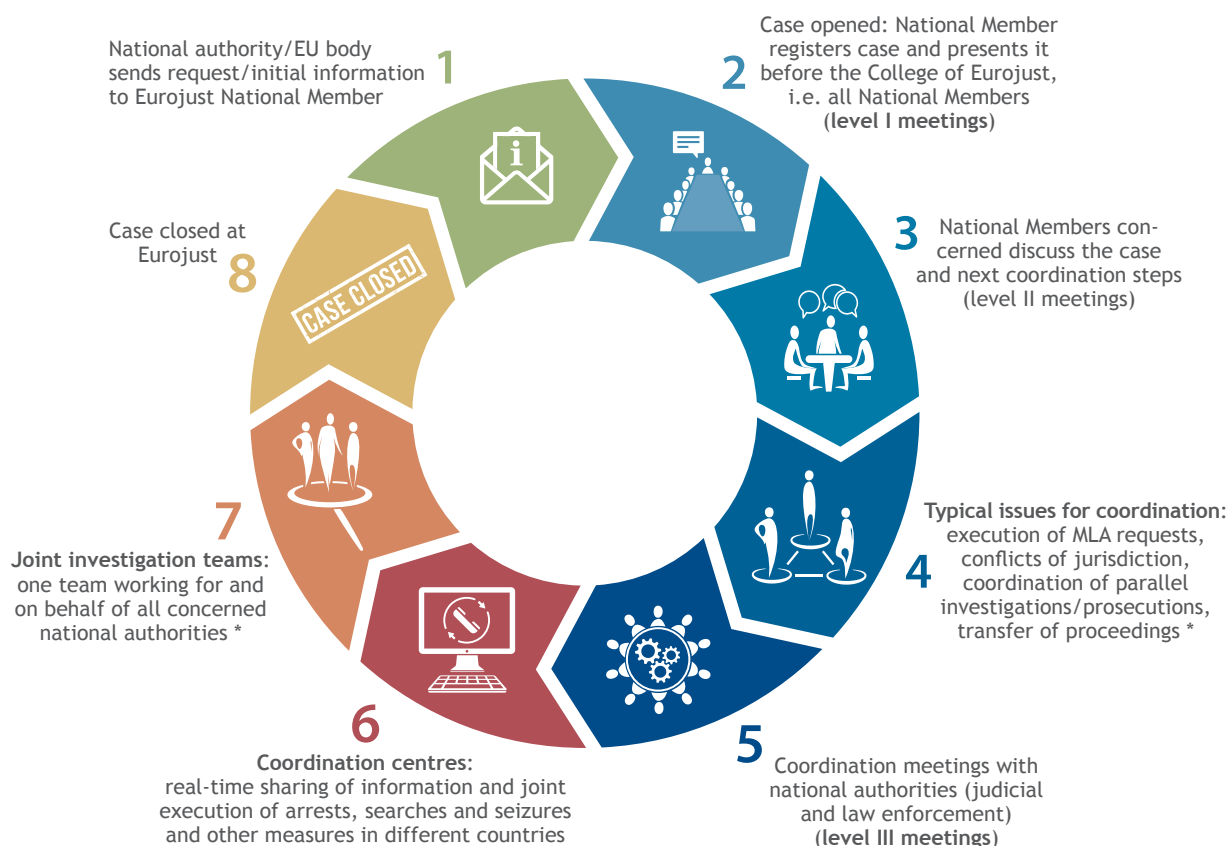 1
National authority/EU body
sends request/initial information
to Eurojust National Member
i
2
Case opened: National Member
registers case and presents it
before the College of Eurojust,
i.e. all National Members
(level I meetings)
3
National Members con-
cerned discuss the case
and next coordination steps
(level II meetings)
4
Typical issues for coordination:
execution of MLA requests,
conflicts of jurisdiction,
coordination of parallel
investigations/prosecutions,
transfer of proceedings *
5
Coordination meetings with
national authorities (judicial
and law enforcement)
(level III meetings)
6
Coordination centres:
real-time sharing of information and joint
execution of arrests, searches and seizures
and other measures in different countries
7
Joint investigation teams:
one team working for and
on behalf of all concerned
national authorities *
8
Case closed at
Eurojust
CASE CLOSED